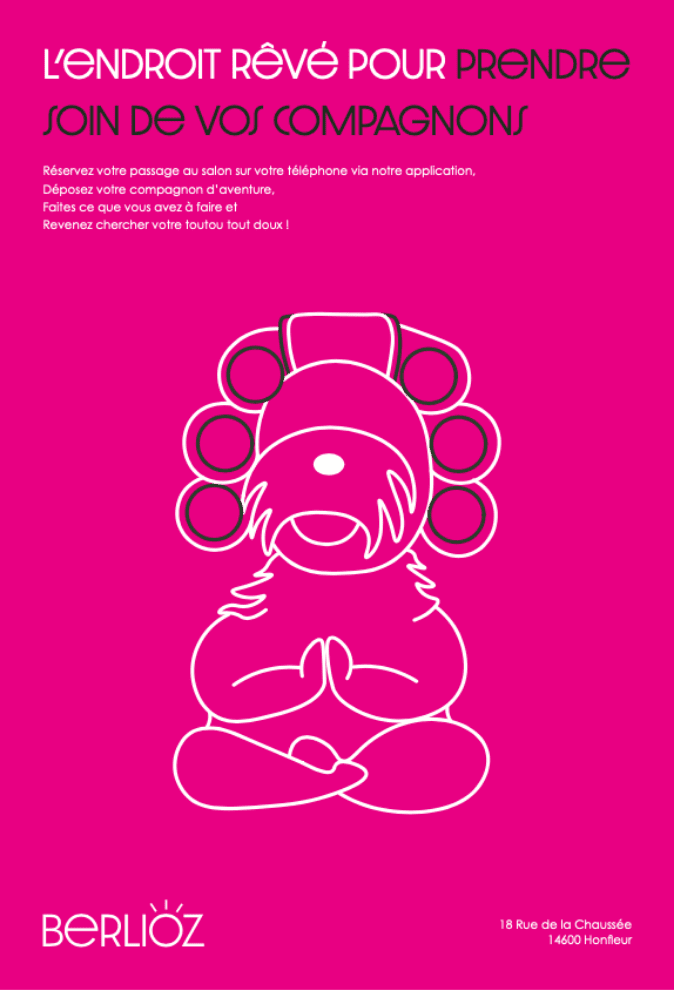 L'ENDROIT RÊVÉ POUR PRENDRE
SOIN DE VOS COMPAGNONS
Réservez votre passage au salon sur votre téléphone via notre application,
Déposez votre compagnon d'aventure,
Faites ce que vous avez à faire et
Revenez chercher votre toutou tout doux !
BERLIOZ
18 Rue de la Chaussée
14600 Honfleur